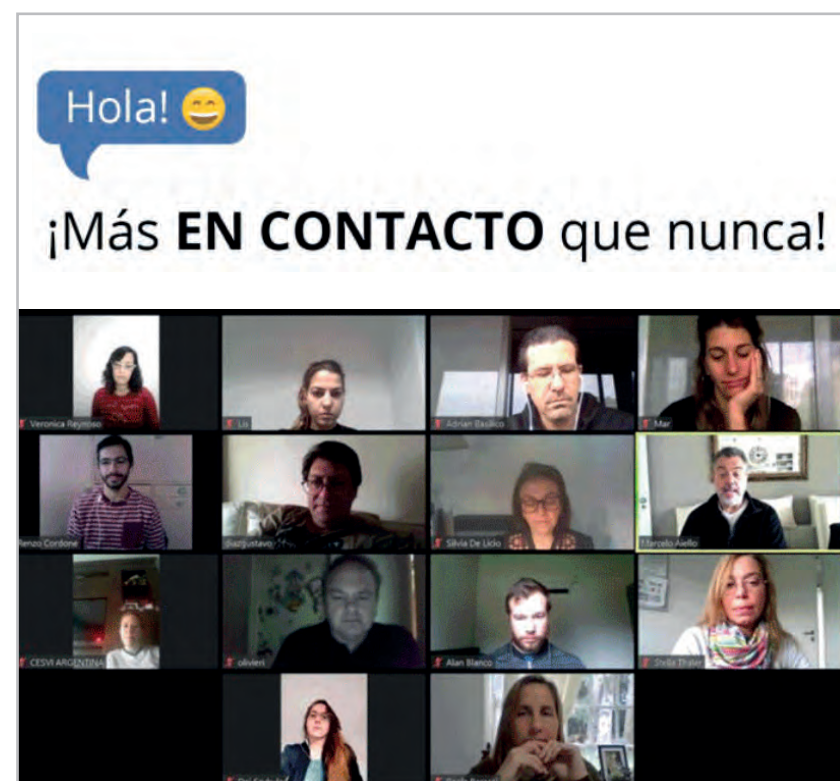 Hola! 😄
¡Más EN CONTACTO que nunca!
Veronica Reynoso
Lis
Adrian Basilico
Mar
Renzo Cordone
diazgustavo
Silvia De Licio
Marcelo Aiello
CESVI ARGENTINA
olivieri
Alan Blanco
Stella Thaler